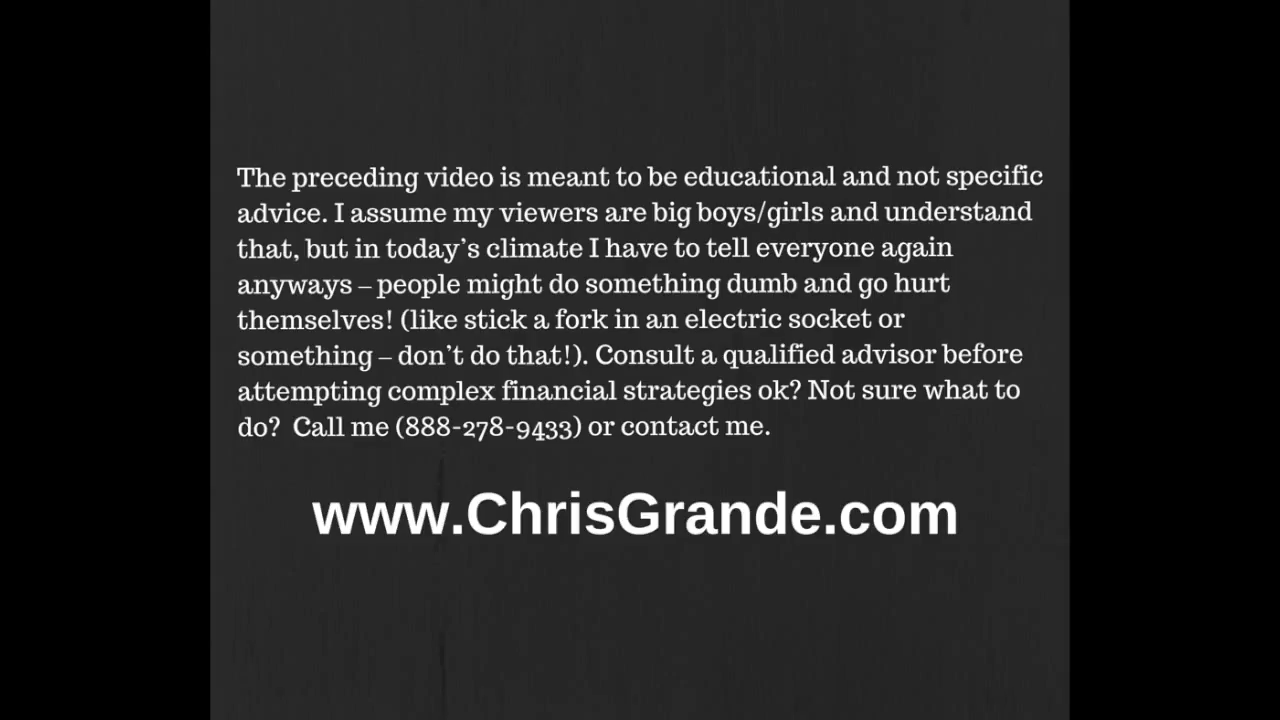 The preceding video is meant to be educational and not specific
advice. I assume my viewers are big boys/girls and understand
that, but in today’s climate I have to tell everyone again
anyways – people might do something dumb and go hurt
themselves! (like stick a fork in an electric socket or
something – don’t do that!). Consult a qualified advisor before
attempting complex financial strategies ok? Not sure what to
do?  Call me (888-278-9433) or contact me.
www.ChrisGrande.com